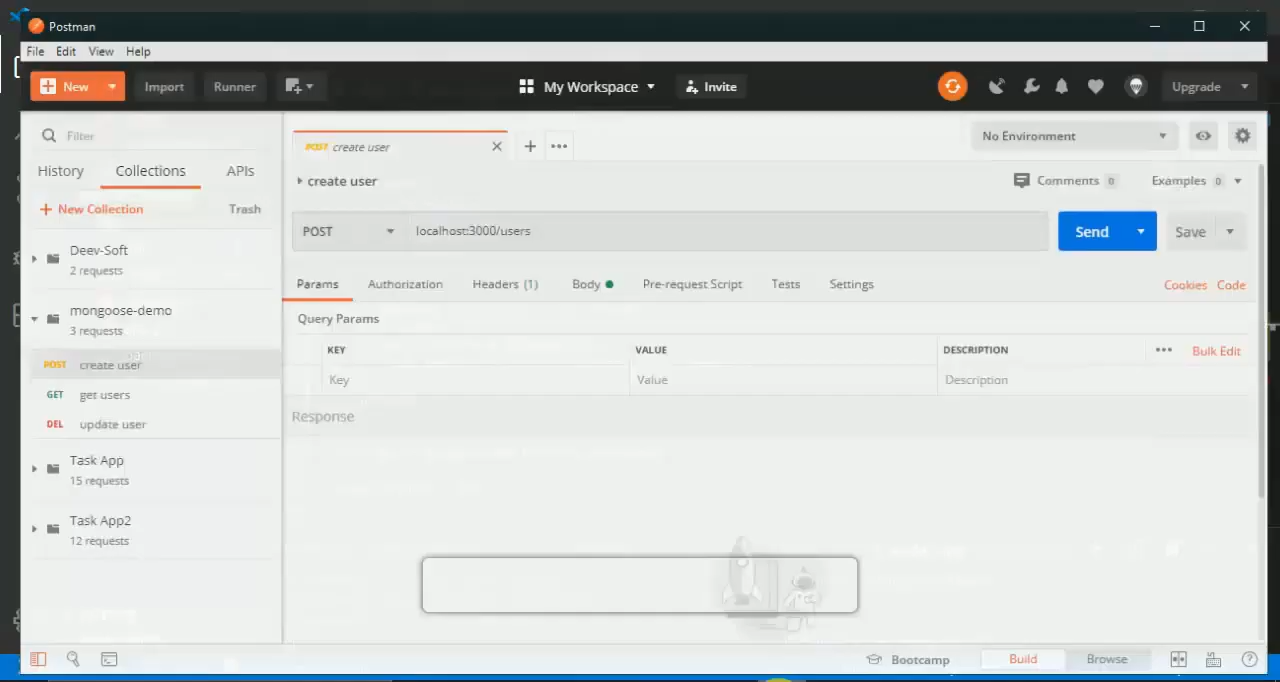 Postman
File Edit View Help
New Import Runner My Workspace Invite Upgrade
Filter
History Collections APIs
New Collection Trash
Deev-Soft
2 requests
mongoose-demo
3 requests
POST create user
GET get users
DEL update user
Task App
15 requests
Task App2
12 requests
POST create user
No Environment
create user
Comments 0 Examples 0
POST localhost:3000/users Send Save
Params Authorization Headers (1) Body Pre-request Script Tests Settings Cookies Code
Query Params
KEY VALUE DESCRIPTION Bulk Edit
Key Value Description
Response
Bootcamp Build Browse